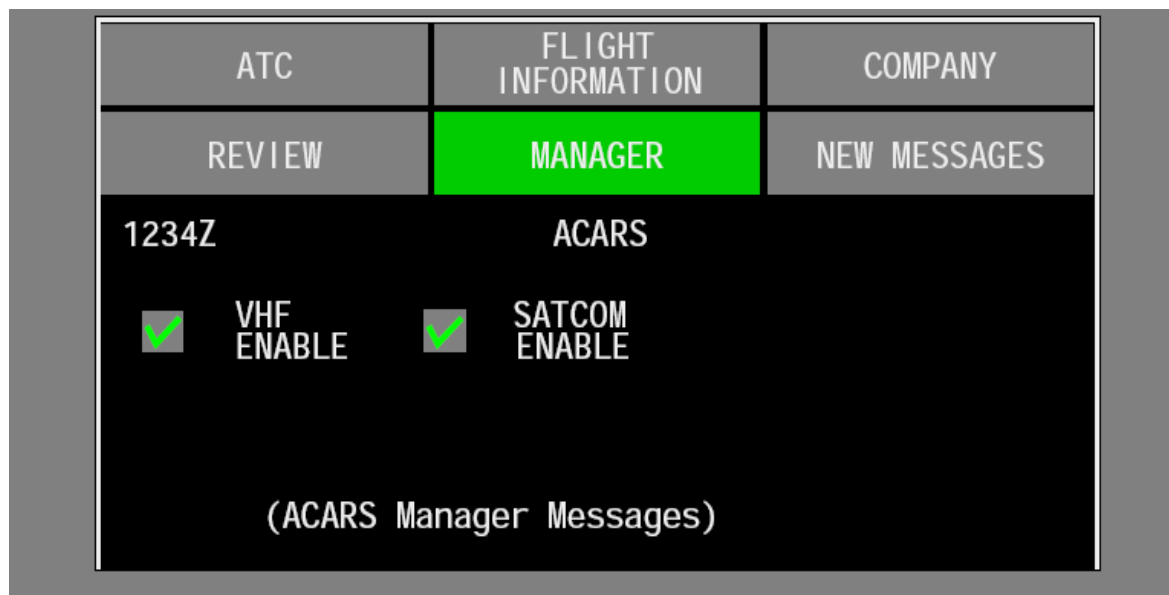 ATC
FLIGHT
INFORMATION
COMPANY
REVIEW
MANAGER
NEW MESSAGES
1234Z
ACARS
VHF
ENABLE
SATCOM
ENABLE
(ACARS Manager Messages)